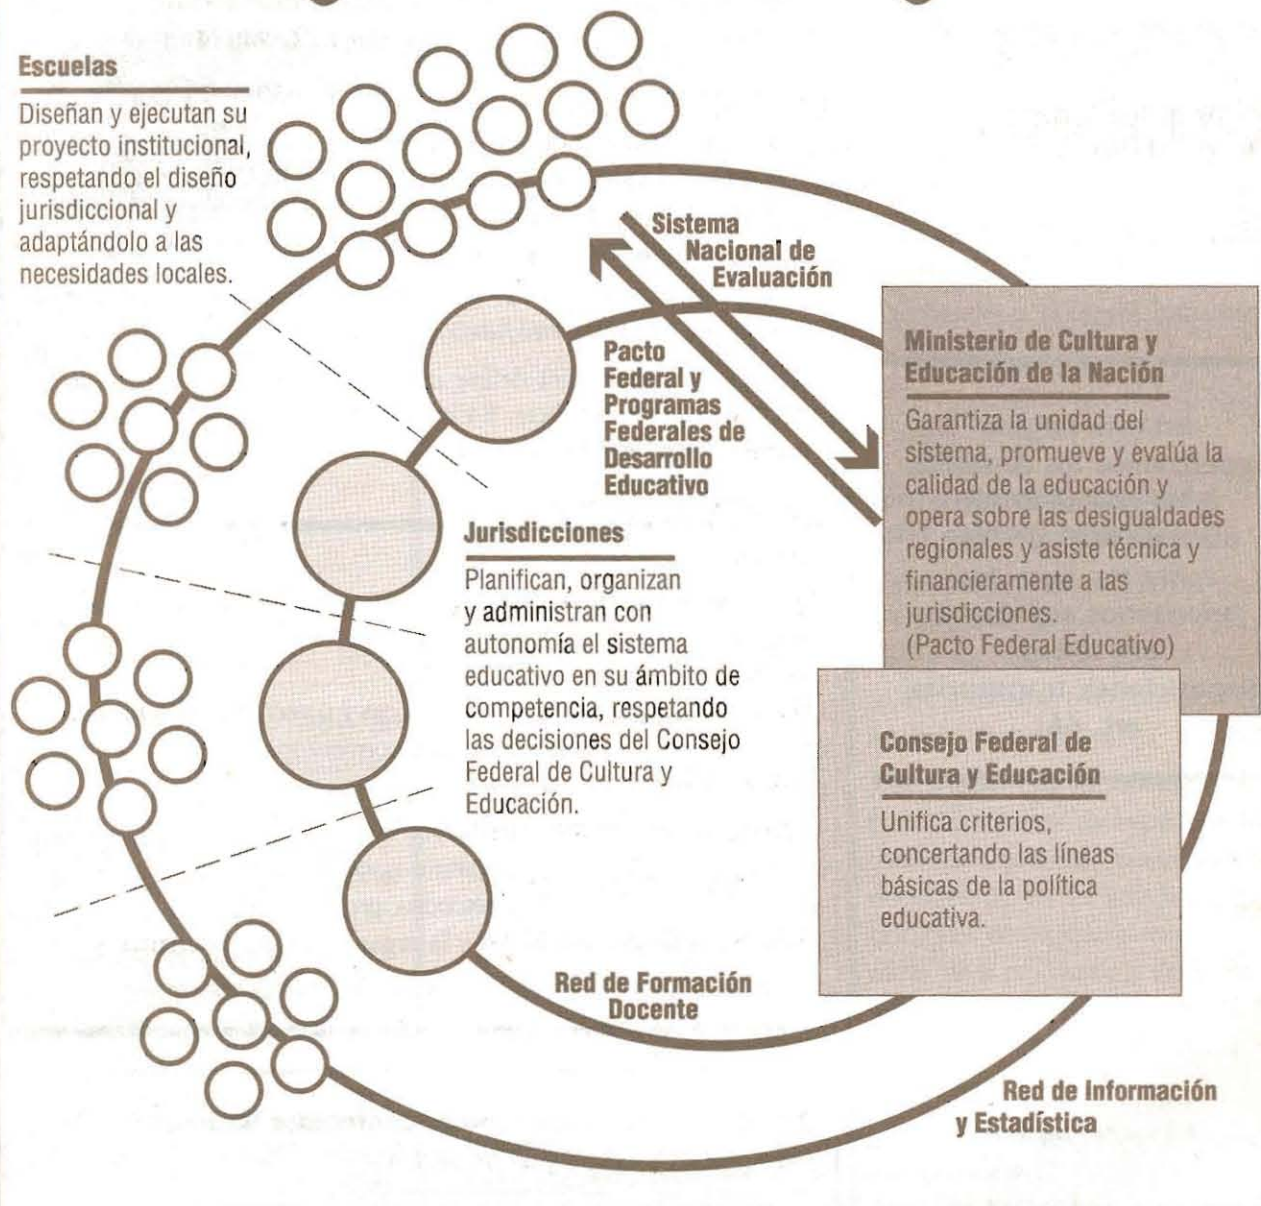 Escuelas
Diseñan y ejecutan su
proyecto institucional,
respetando el diseño
jurisdiccional y
adaptándolo a las
necesidades locales.
Sistema
Nacional de
Evaluación
Pacto
Federal y
Programas
Federales de
Desarrollo
Educativo
Ministerio de Cultura y
Educación de la Nación
Garantiza la unidad del
sistema, promueve y evalúa la
calidad de la educación y
opera sobre las desigualdades
regionales y asiste técnica y
financieramente a las
jurisdicciones.
(Pacto Federal Educativo)
Jurisdicciones
Planifican, organizan
y administran con
autonomía el sistema
educativo en su ámbito de
competencia, respetando
las decisiones del Consejo
Federal de Cultura y
Educación.
Consejo Federal de
Cultura y Educación
Unifica criterios,
concertando las líneas
básicas de la política
educativa.
Red de Formación
Docente
Red de Información
y Estadística